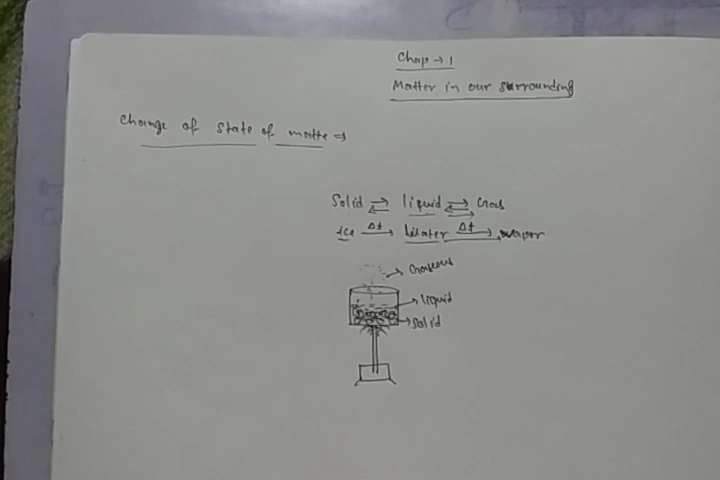 Chap → 1
Matter in our surrounding
Change of state of matte ⇒
Solid ⇌ liquid ⇌ Gas
ice —Δt→ Water —Δt→ vapor
Gaseous
liquid
solid